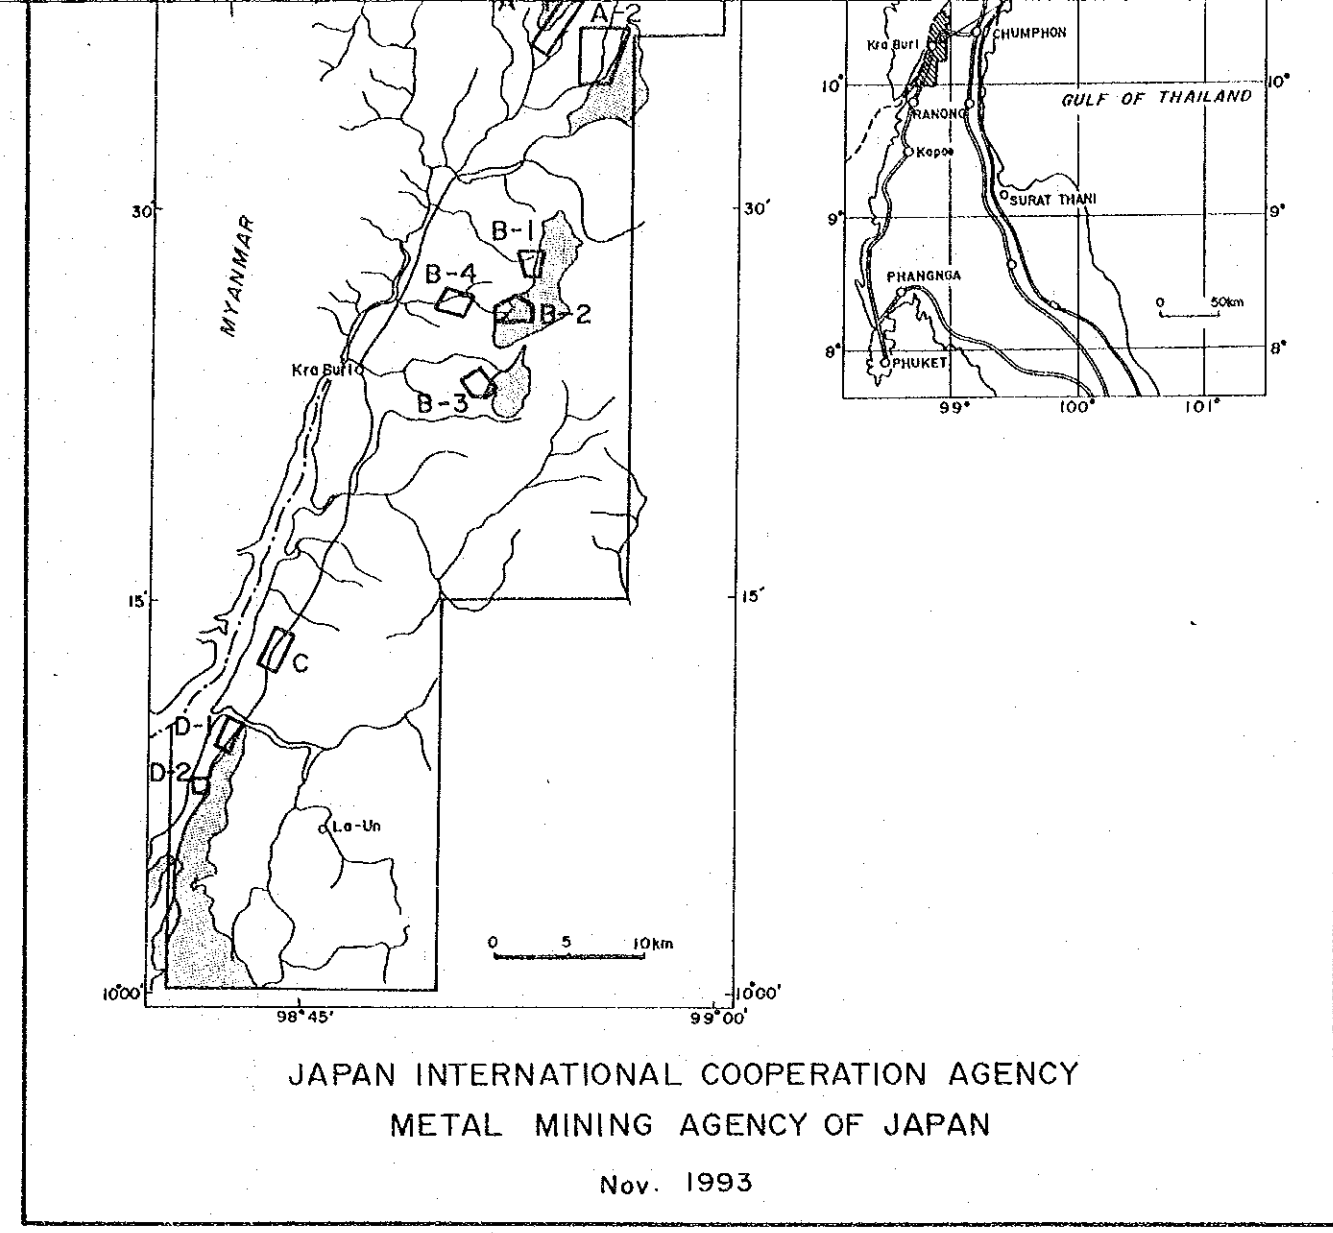 A-2
30'
MYANMAR
B-1
B-4
B-2
Kra Buri
B-3
30'
15'
15'
C
D-1
D-2
La-Un
0 5 10km
10°00'
10°00'
98°45'
99°00'
Kra Buri
CHUMPHON
10°
10°
GULF OF THAILAND
RANONG
Kapoe
SURAT THANI
9°
9°
PHANGNGA
0 50km
8°
8°
PHUKET
99°
100°
101°
JAPAN INTERNATIONAL COOPERATION AGENCY
METAL MINING AGENCY OF JAPAN
Nov. 1993